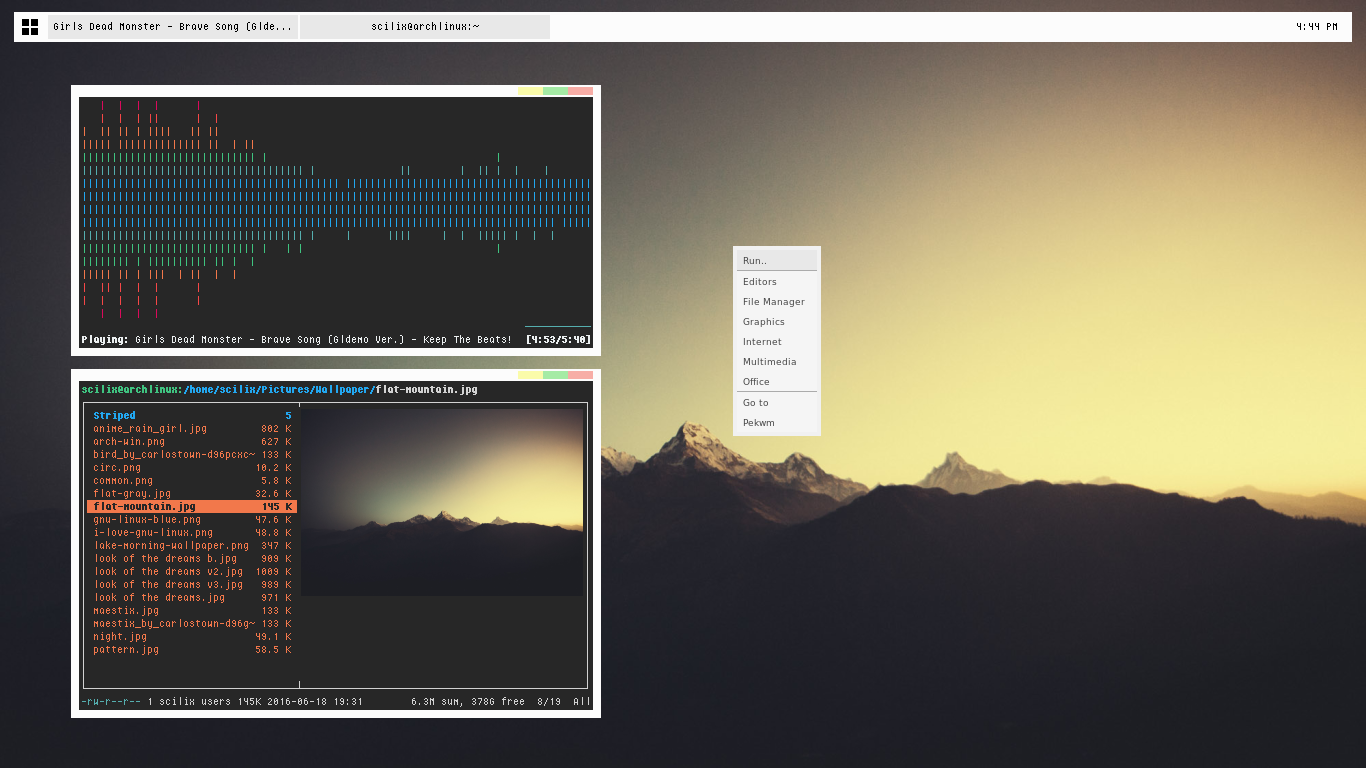 Girls Dead Monster - Brave Song (Glde...
scilix@archlinux:~
4:44 PM
Playing: Girls Dead Monster - Brave Song (Gldemo Ver.) - Keep The Beats! [4:53/5:40]
scilix@archlinux:/home/scilix/Pictures/Wallpaper/flat-mountain.jpg
Striped 5
anime_rain_girl.jpg 802 K
arch-win.png 627 K
bird_by_carlostown-d96pcxc~ 133 K
circ.png 10.2 K
common.png 5.8 K
flat-gray.jpg 32.6 K
flat-mountain.jpg 145 K
gnu-linux-blue.png 47.6 K
i-love-gnu-linux.png 48.8 K
lake-morning-wallpaper.png 347 K
look of the dreams b.jpg 909 K
look of the dreams v2.jpg 1009 K
look of the dreams v3.jpg 989 K
look of the dreams.jpg 971 K
maestix.jpg 133 K
maestix_by_carlostown-d96g~ 133 K
night.jpg 49.1 K
pattern.jpg 58.5 K
-rw-r--r-- 1 scilix users 145K 2016-06-18 19:31 6.3M sum, 378G free 8/19 All
Run..
Editors
File Manager
Graphics
Internet
Multimedia
Office
Go to
Pekwm